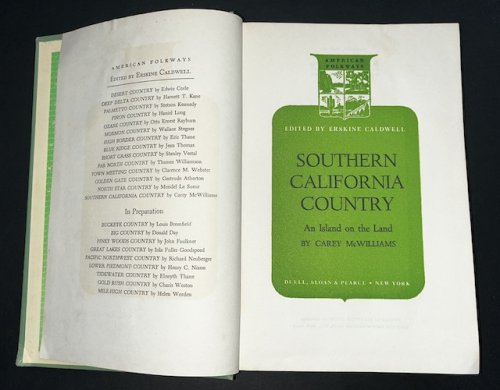 AMERICAN FOLKWAYS
EDITED BY ERSKINE CALDWELL
DESERT COUNTRY by Edwin Corle
DEEP DELTA COUNTRY by Harnett T. Kane
PALMETTO COUNTRY by Stetson Kennedy
PIÑON COUNTRY by Haniel Long
OZARK COUNTRY by Otto Ernest Rayburn
MORMON COUNTRY by Wallace Stegner
HIGH BORDER COUNTRY by Eric Thane
BLUE RIDGE COUNTRY by Jean Thomas
SHORT GRASS COUNTRY by Stanley Vestal
FAR NORTH COUNTRY by Thames Williamson
TOWN MEETING COUNTRY by Clarence M. Webster
GOLDEN GATE COUNTRY by Gertrude Atherton
NORTH STAR COUNTRY by Meridel Le Sueur
SOUTHERN CALIFORNIA COUNTRY by Carey McWilliams
In Preparation
BUCKEYE COUNTRY by Louis Bromfield
BIG COUNTRY by Donald Day
PINEY WOODS COUNTRY by John Faulkner
GREAT LAKES COUNTRY by Iola Fuller Goodspeed
PACIFIC NORTHWEST COUNTRY by Richard Neuberger
LOWER PIEDMONT COUNTRY by Henry C. Nixon
TIDEWATER COUNTRY by Elswyth Thane
GOLD RUSH COUNTRY by Charis Weston
MILE-HIGH COUNTRY by Helen Worden
AMERICAN FOLKWAYS
EDITED BY ERSKINE CALDWELL
SOUTHERN
CALIFORNIA
COUNTRY
An Island on the Land
BY CAREY McWILLIAMS
DUELL, SLOAN & PEARCE • NEW YORK